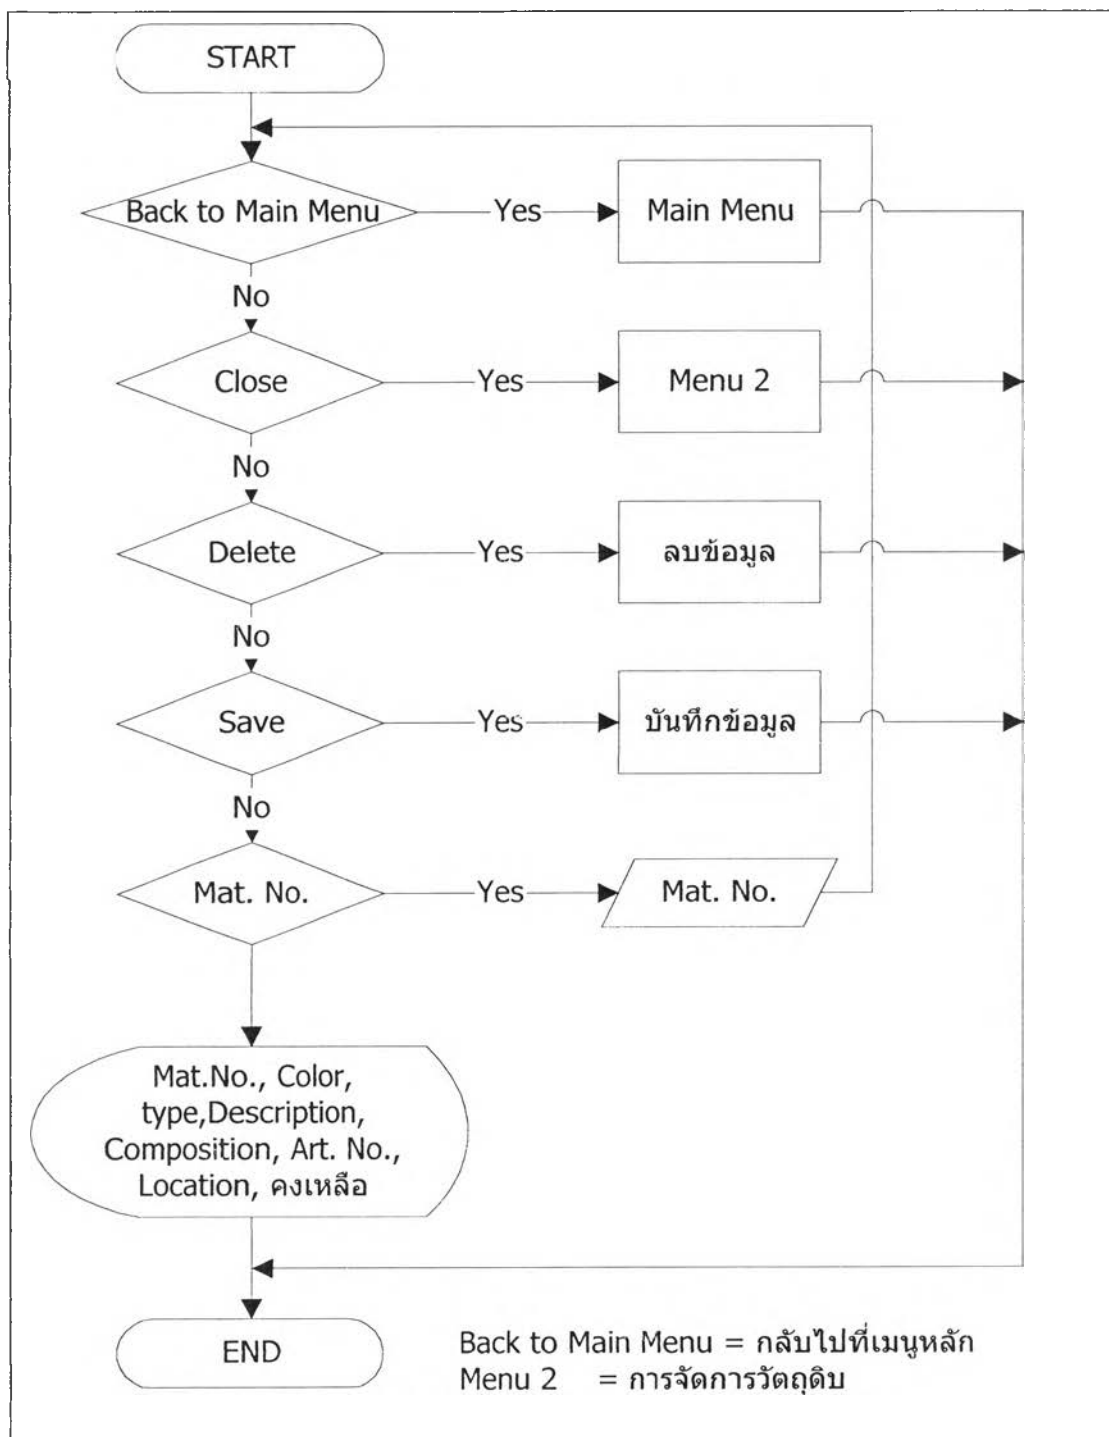 START
Back to Main Menu
Yes
Main Menu
No
Close
Yes
Menu 2
No
Delete
Yes
ลบข้อมูล
No
Save
Yes
บันทึกข้อมูล
No
Mat. No.
Yes
Mat. No.
Mat.No., Color,
type,Description,
Composition, Art. No.,
Location, คงเหลือ
END
Back to Main Menu = กลับไปที่เมนูหลัก
Menu 2 = การจัดการวัตถุดิบ